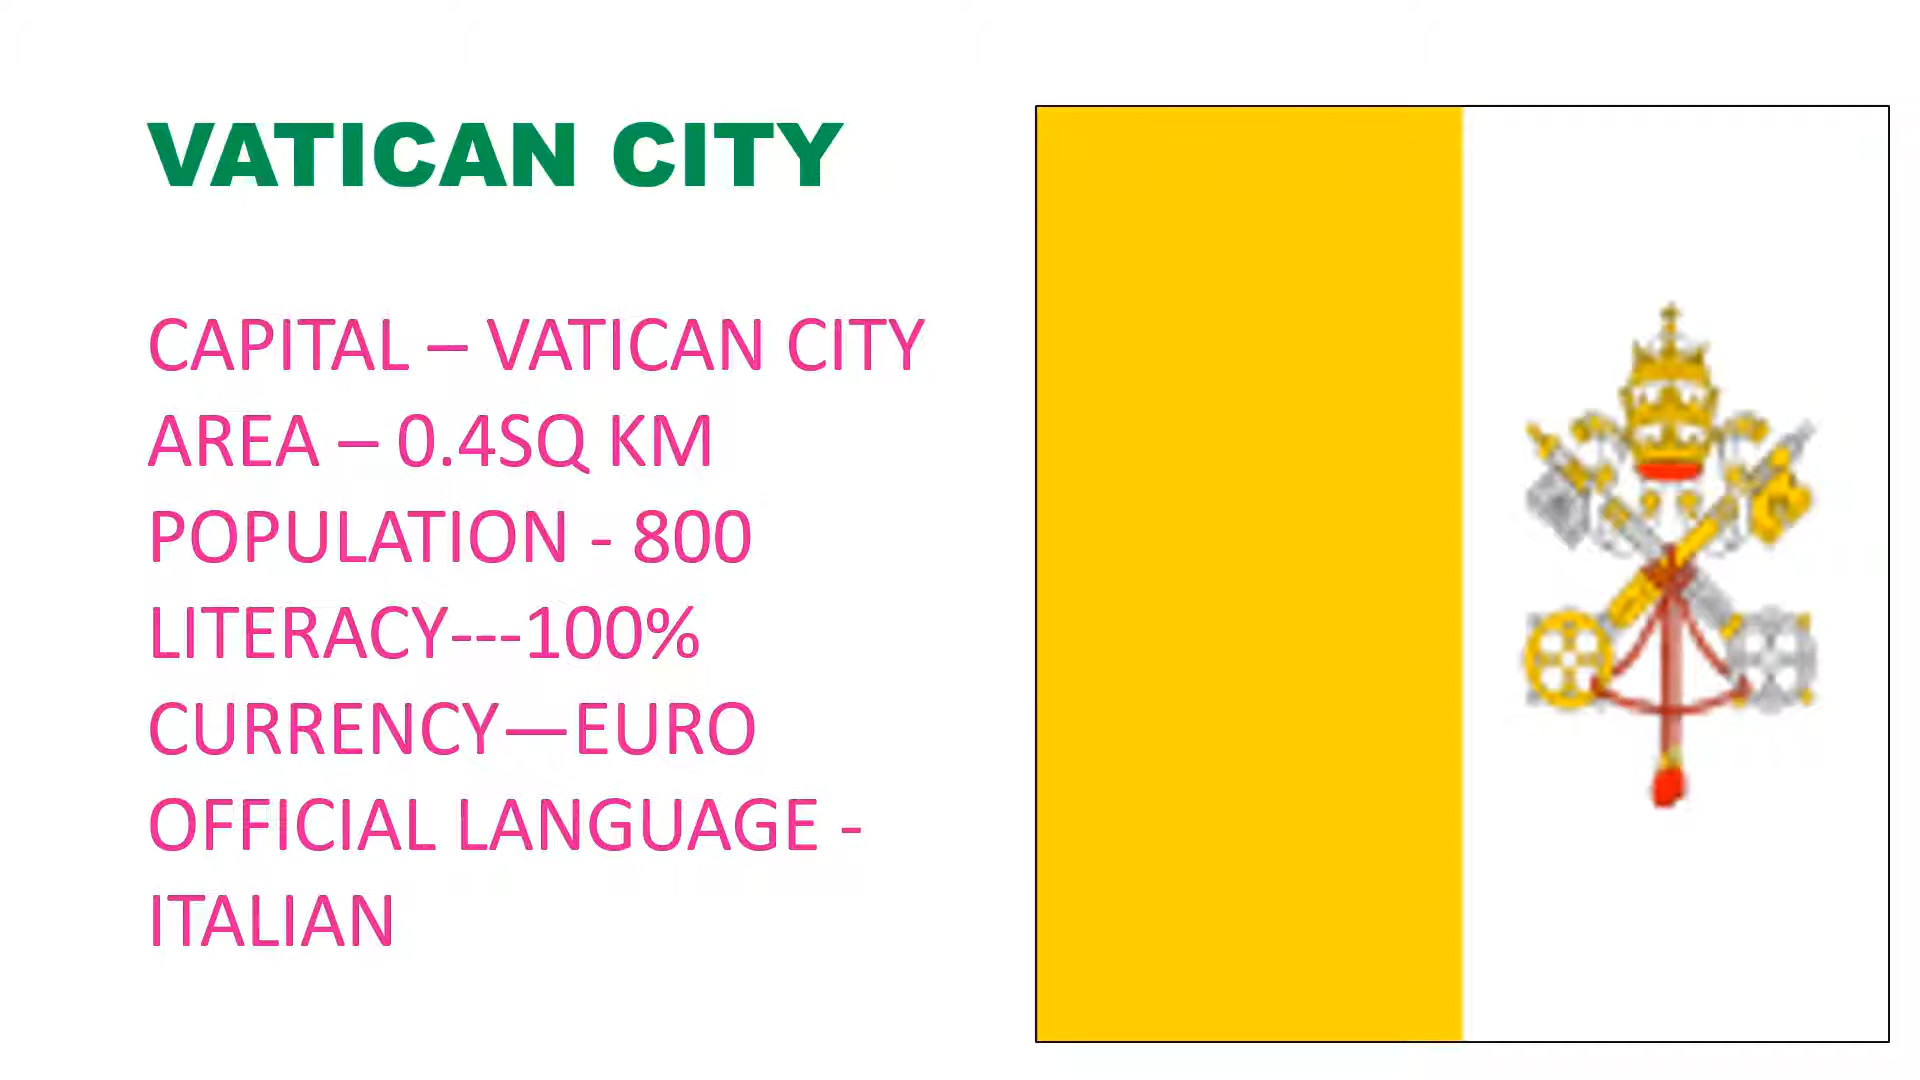 VATICAN CITY
CAPITAL – VATICAN CITY
AREA – 0.4SQ KM
POPULATION - 800
LITERACY---100%
CURRENCY—EURO
OFFICIAL LANGUAGE -
ITALIAN